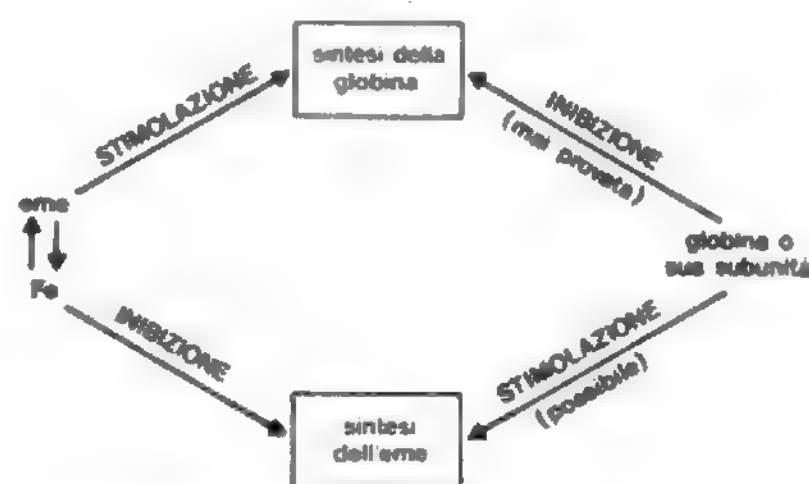 sintesi della
globina
STIMOLAZIONE
INIBIZIONE
(mai provata)
eme
Fe
globina o
sue subunità
INIBIZIONE
STIMOLAZIONE
(possibile)
sintesi
dell'eme